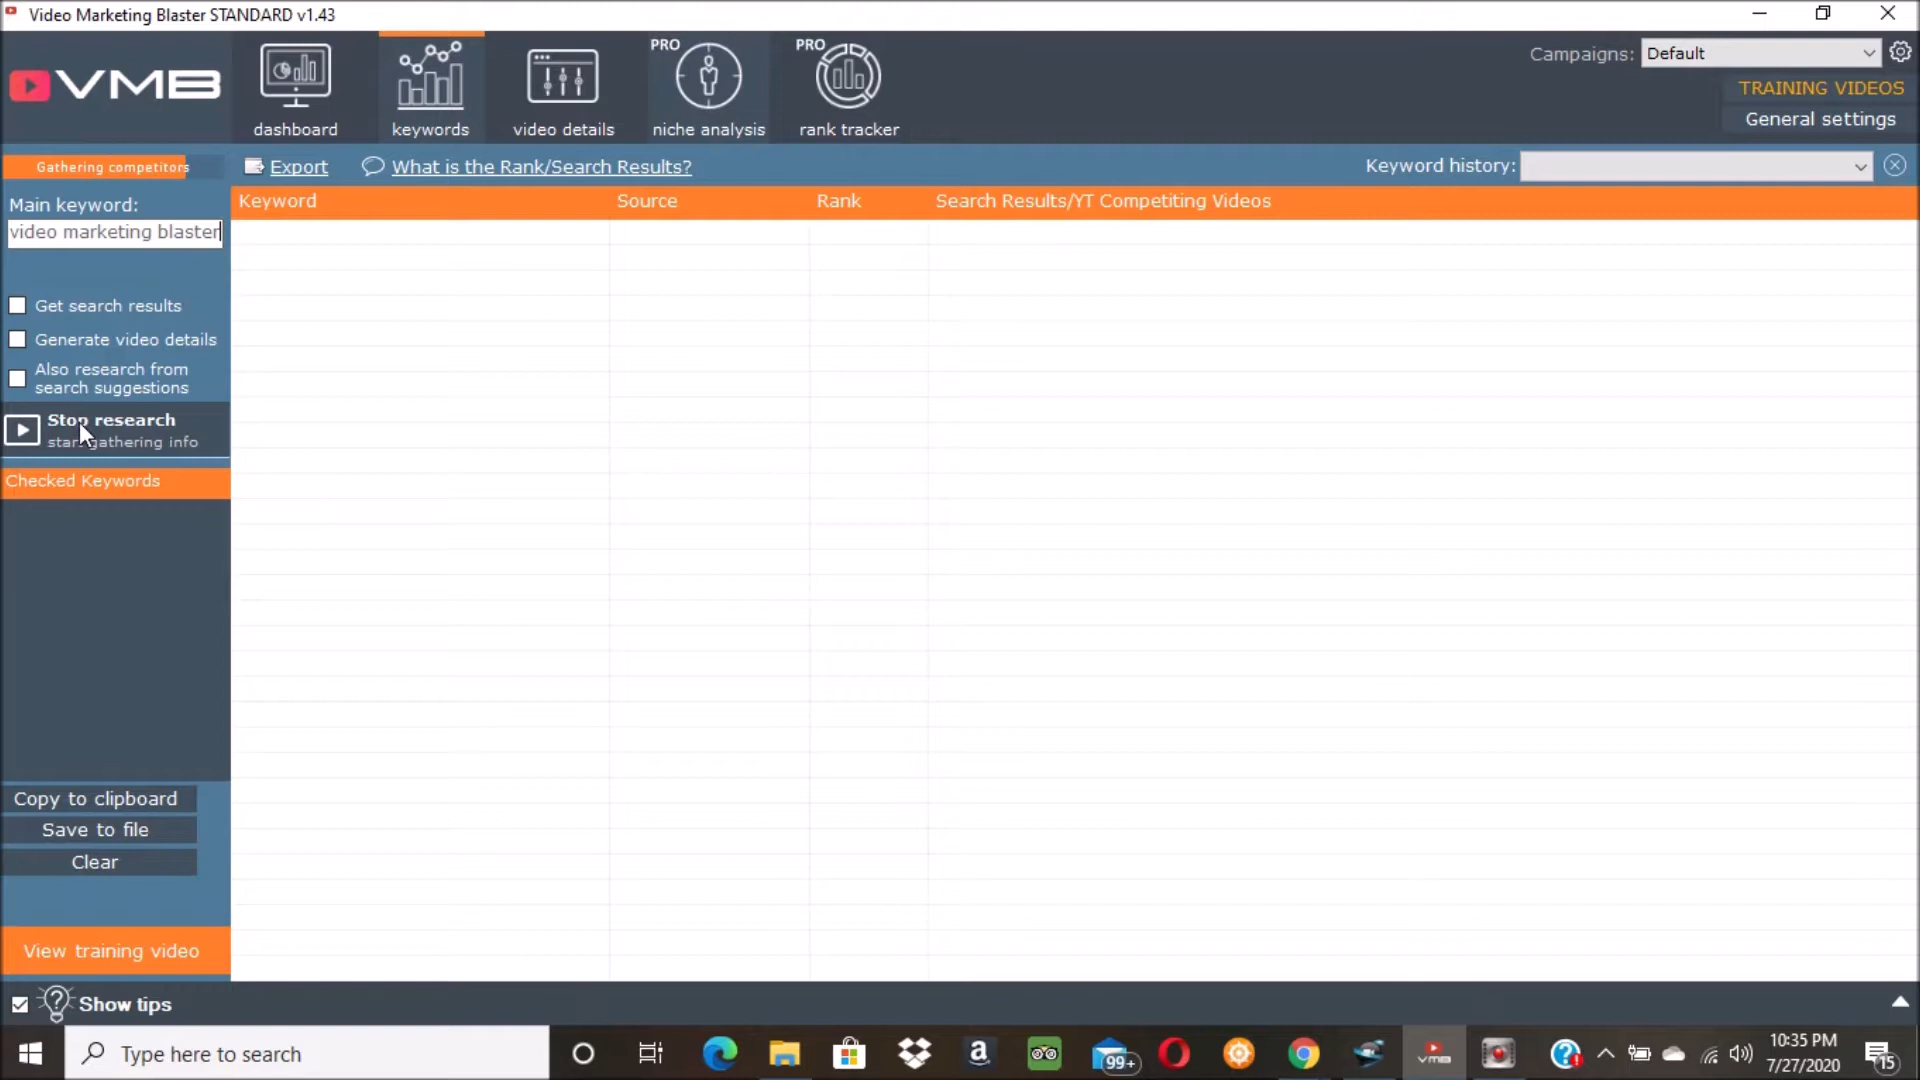 Video Marketing Blaster STANDARD v1.43
VMB
dashboard
keywords
video details
PRO
niche analysis
PRO
rank tracker
Campaigns: Default
TRAINING VIDEOS
General settings
Gathering competitors
Export
What is the Rank/Search Results?
Keyword history:
Main keyword:
video marketing blaster
Keyword Source Rank Search Results/YT Competiting Videos
Get search results
Generate video details
Also research from
search suggestions
Stop research
start gathering info
Checked Keywords
Copy to clipboard
Save to file
Clear
View training video
Show tips
Type here to search
99+
vmb
10:35 PM
7/27/2020
15